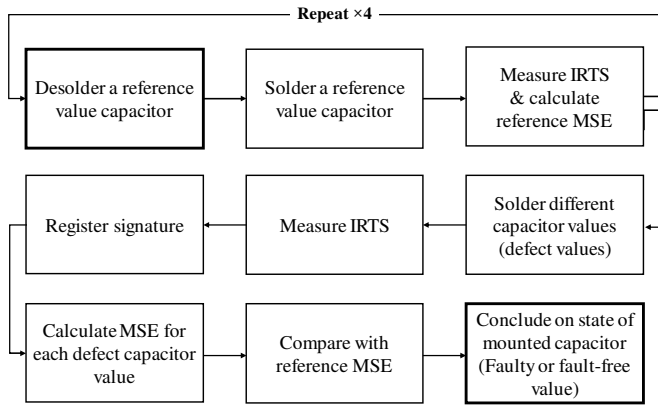 Repeat ×4
Desolder a reference
value capacitor
Solder a reference
value capacitor
Measure IRTS
& calculate
reference MSE
Register signature
Measure IRTS
Solder different
capacitor values
(defect values)
Calculate MSE for
each defect capacitor
value
Compare with
reference MSE
Conclude on state of
mounted capacitor
(Faulty or fault-free
value)